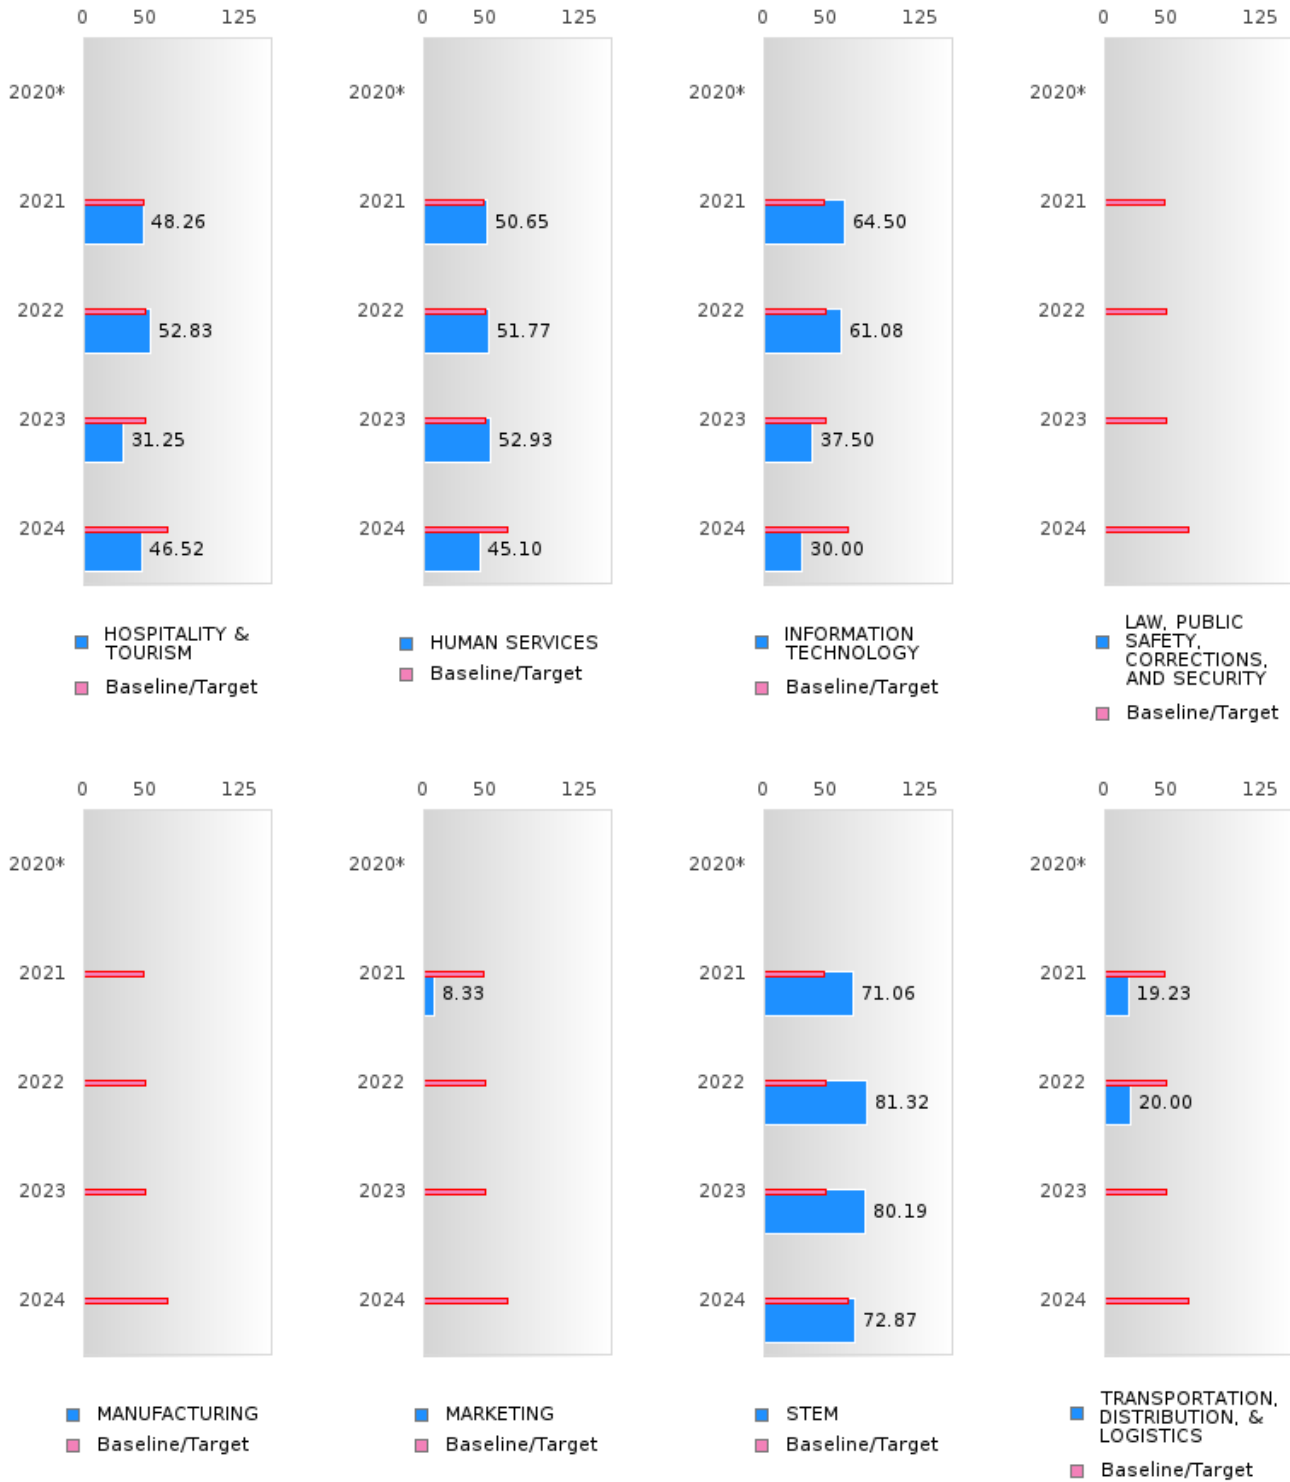 0 50 125 0 50 125 0 50 125 0 50 125
2020* 2020* 2020* 2020*
2021 48.26 2021 50.65 2021 64.50 2021
2022 52.83 2022 51.77 2022 61.08 2022
2023 31.25 2023 52.93 2023 37.50 2023
2024 46.52 2024 45.10 2024 30.00 2024
HOSPITALITY &
TOURISM
Baseline/Target
HUMAN SERVICES
Baseline/Target
INFORMATION
TECHNOLOGY
Baseline/Target
LAW, PUBLIC
SAFETY,
CORRECTIONS,
AND SECURITY
Baseline/Target
0 50 125 0 50 125 0 50 125 0 50 125
2020* 2020* 2020* 2020*
2021 2021 8.33 2021 71.06 2021 19.23
2022 2022 2022 81.32 2022 20.00
2023 2023 2023 80.19 2023
2024 2024 2024 72.87 2024
MANUFACTURING
Baseline/Target
MARKETING
Baseline/Target
STEM
Baseline/Target
TRANSPORTATION,
DISTRIBUTION, &
LOGISTICS
Baseline/Target